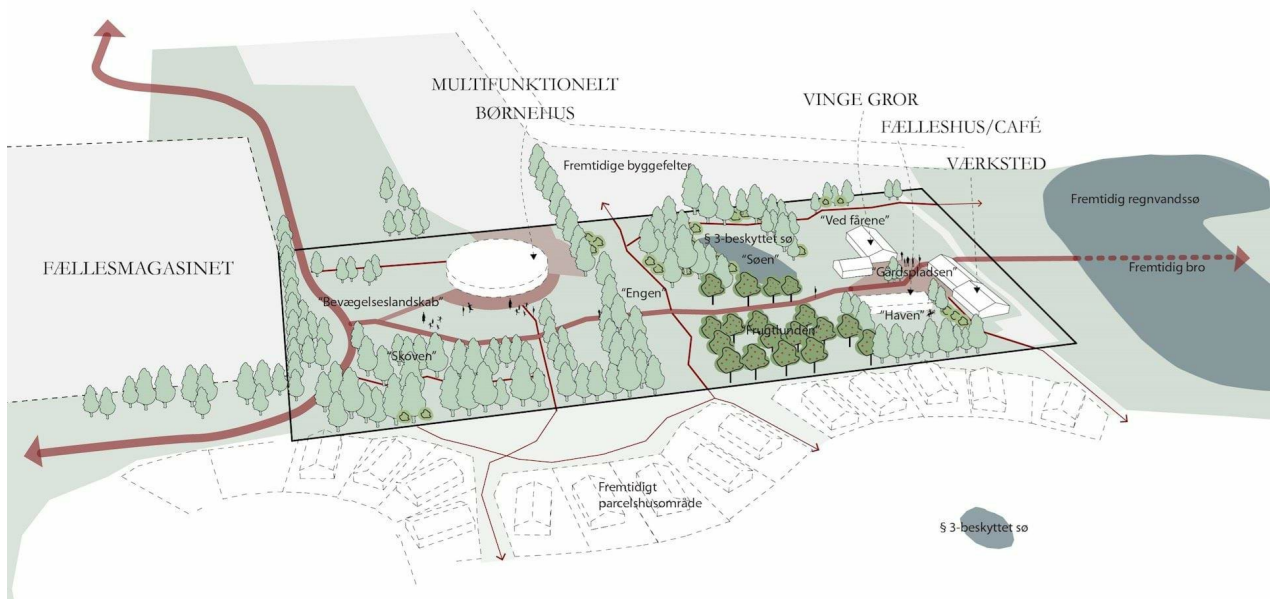 MULTIFUNKTIONELT
BØRNEHUS
VINGE GROR
FÆLLESHUS/CAFÉ
VÆRKSTED
Fremtidige byggefelter
Fremtidig regnvandssø
"Ved fårene"
§ 3-beskyttet sø
"Søen"
FÆLLESMAGASINET
"Gårdspladsen"
Fremtidig bro
"Bevægelseslandskab"
"Engen"
"Haven"
"Frugtlunden"
"Skoven"
Fremtidigt
parcelshusområde
§ 3-beskyttet sø